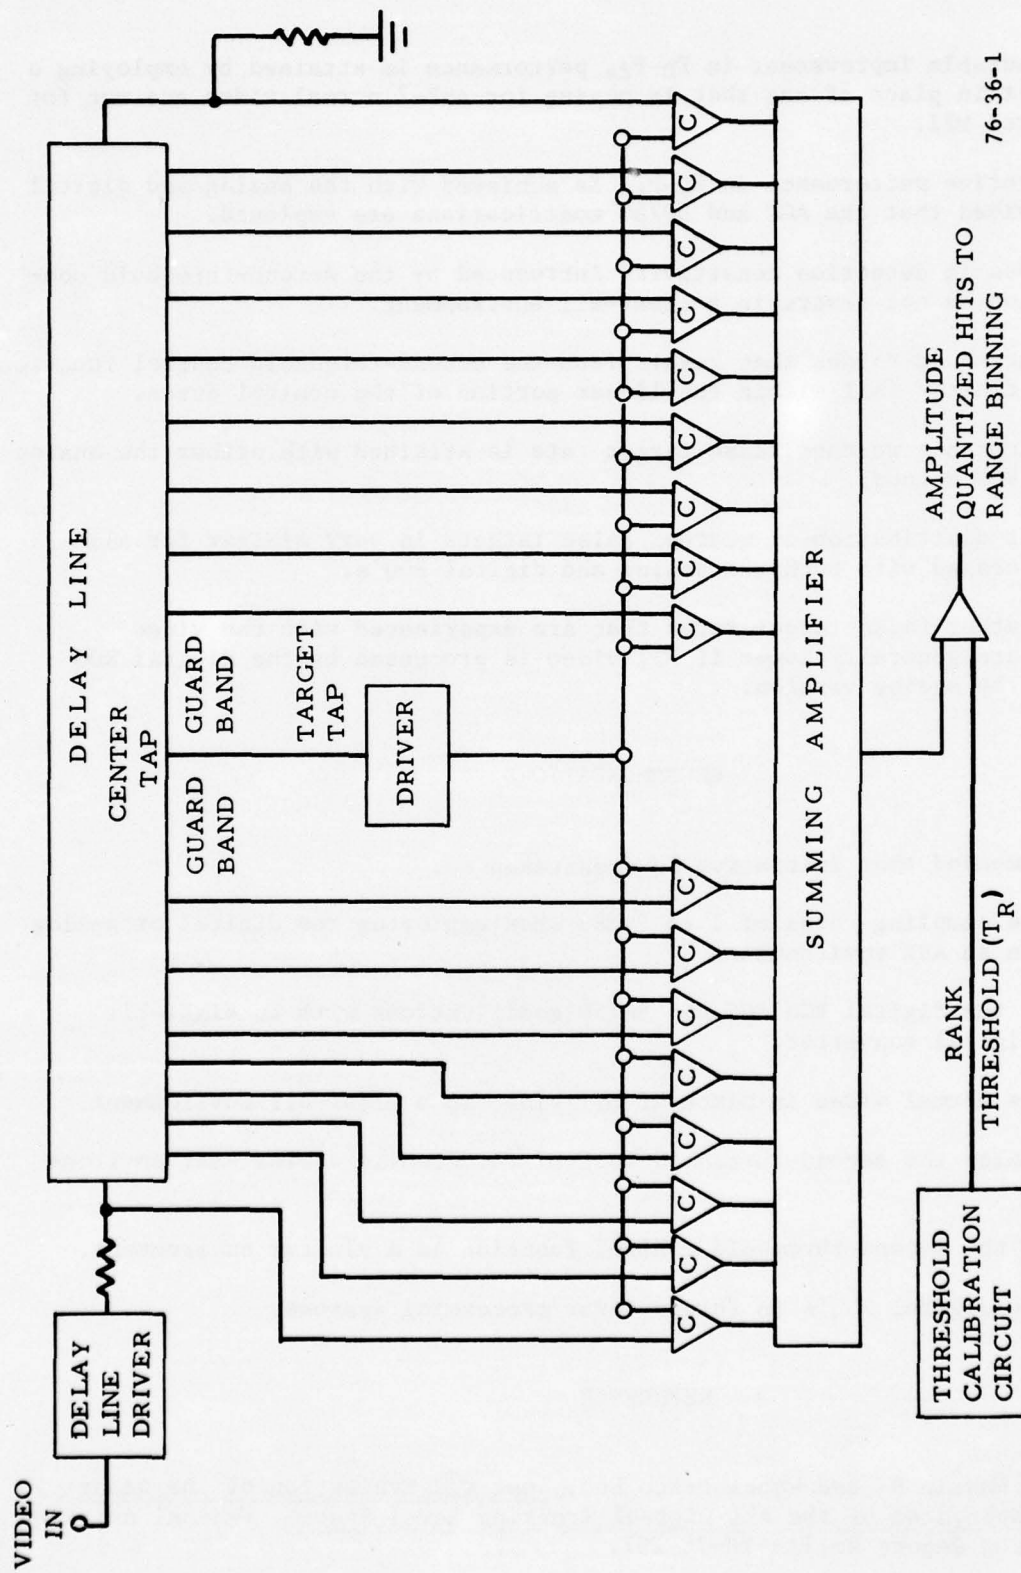 VIDEO
IN
DELAY
LINE
DRIVER
DELAY LINE
CENTER
TAP
GUARD
BAND
GUARD
BAND
TARGET
TAP
DRIVER
C C C C C C C C C C C C C C C C C
SUMMING AMPLIFIER
THRESHOLD
CALIBRATION
CIRCUIT
RANK
THRESHOLD (TR)
AMPLITUDE
QUANTIZED HITS TO
RANGE BINNING
76-36-1